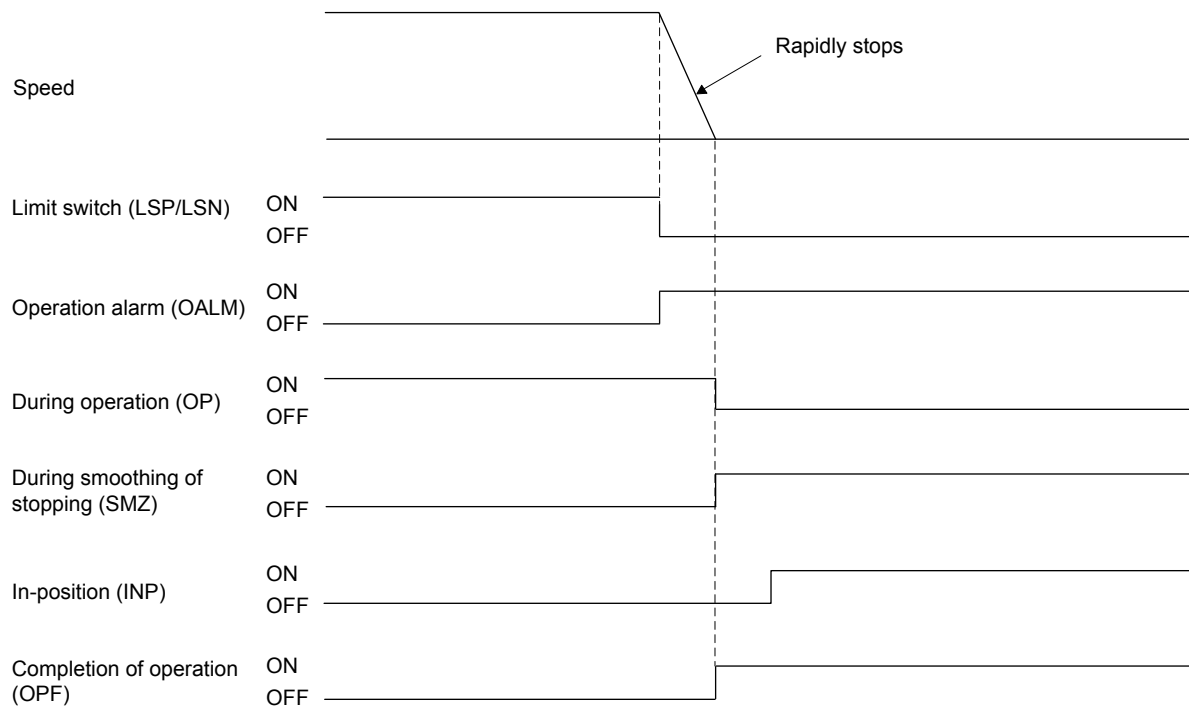 Rapidly stops
Speed
Limit switch (LSP/LSN)
ON
OFF
Operation alarm (OALM)
ON
OFF
During operation (OP)
ON
OFF
During smoothing of
stopping (SMZ)
ON
OFF
In-position (INP)
ON
OFF
Completion of operation
(OPF)
ON
OFF